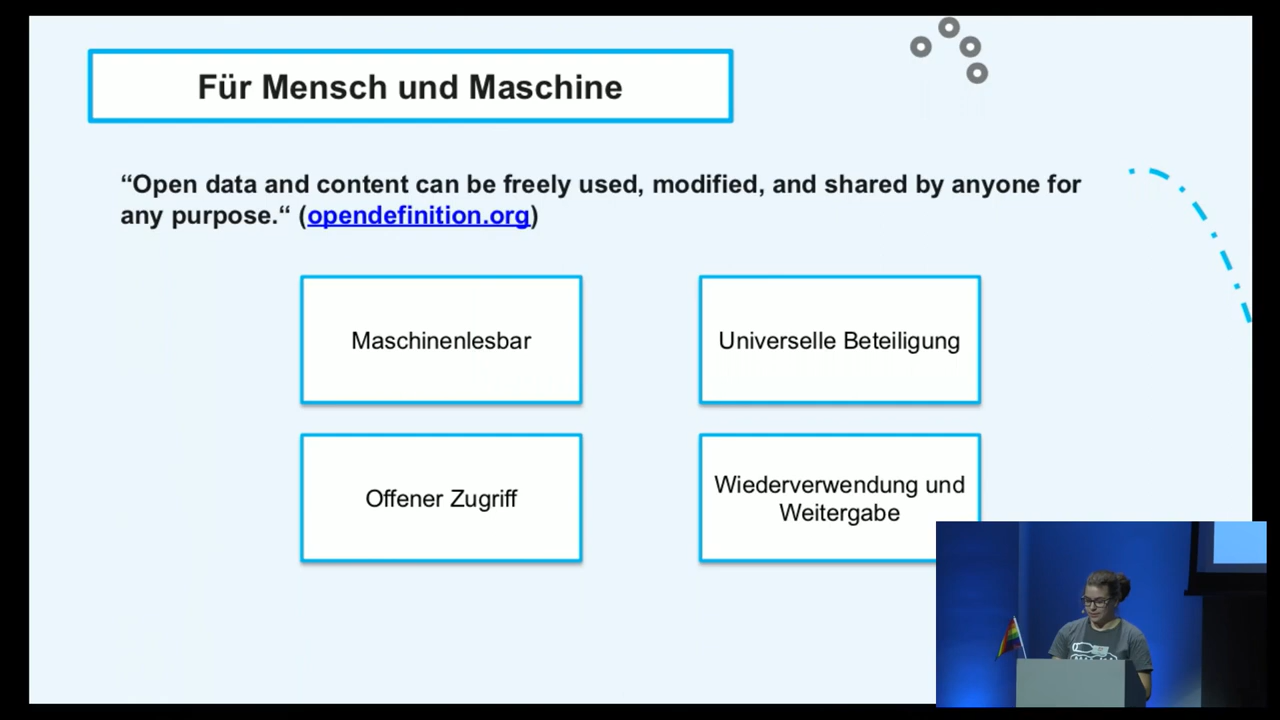 Für Mensch und Maschine
“Open data and content can be freely used, modified, and shared by anyone for
any purpose.“ (opendefinition.org)
Maschinenlesbar
Universelle Beteiligung
Offener Zugriff
Wiederverwendung und
Weitergabe